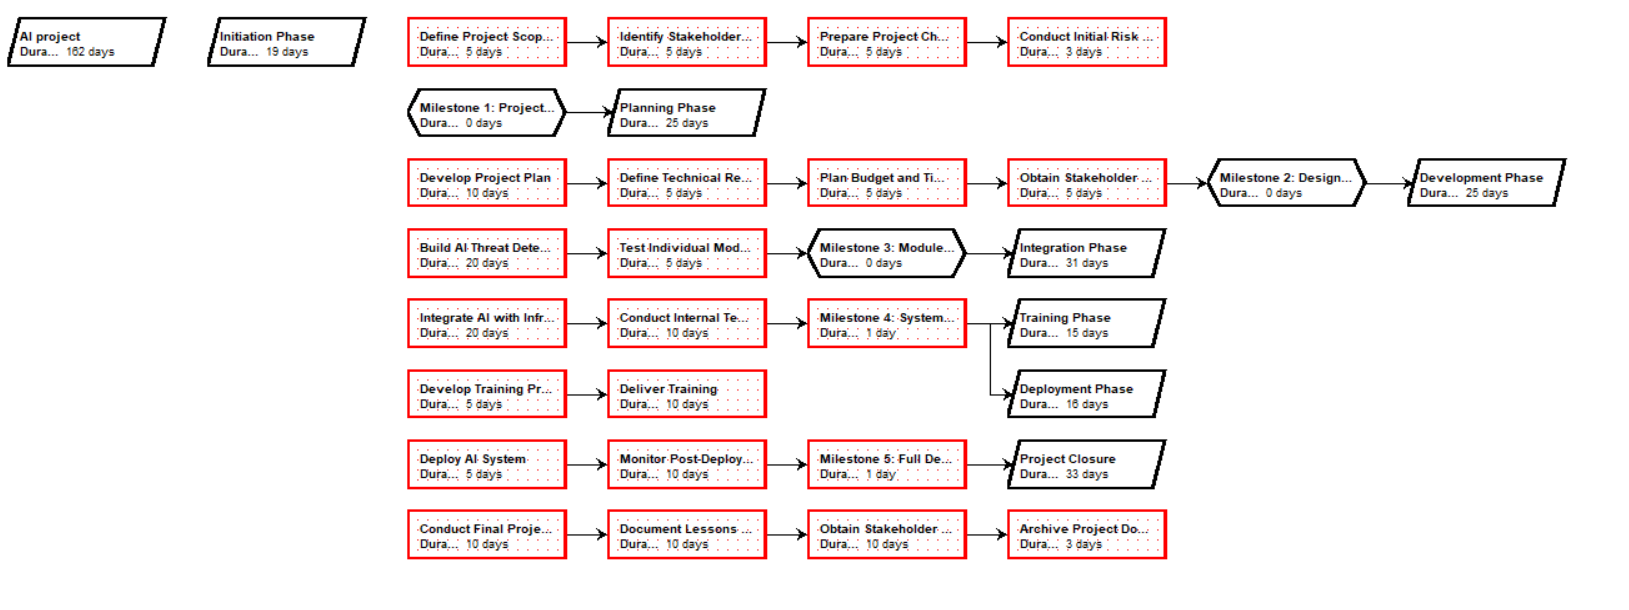 AI project
Dura... 162 days
Initiation Phase
Dura... 19 days
Define Project Scop...
Dura... 5 days
Identify Stakeholder...
Dura... 5 days
Prepare Project Ch...
Dura... 5 days
Conduct Initial Risk ...
Dura... 3 days
Milestone 1: Project...
Dura... 0 days
Planning Phase
Dura... 25 days
Develop Project Plan
Dura... 10 days
Define Technical Re...
Dura... 5 days
Plan Budget and Ti...
Dura... 5 days
Obtain Stakeholder ...
Dura... 5 days
Milestone 2: Design...
Dura... 0 days
Development Phase
Dura... 25 days
Build AI Threat Dete...
Dura... 20 days
Test Individual Mod...
Dura... 5 days
Milestone 3: Module...
Dura... 0 days
Integration Phase
Dura... 31 days
Integrate AI with Infr...
Dura... 20 days
Conduct Internal Te...
Dura... 10 days
Milestone 4: System...
Dura... 1 day
Training Phase
Dura... 15 days
Develop Training Pr...
Dura... 5 days
Deliver Training
Dura... 10 days
Deployment Phase
Dura... 16 days
Deploy AI System
Dura... 5 days
Monitor Post-Deploy...
Dura... 10 days
Milestone 5: Full De...
Dura... 1 day
Project Closure
Dura... 33 days
Conduct Final Proje...
Dura... 10 days
Document Lessons ...
Dura... 10 days
Obtain Stakeholder ...
Dura... 10 days
Archive Project Do...
Dura... 3 days